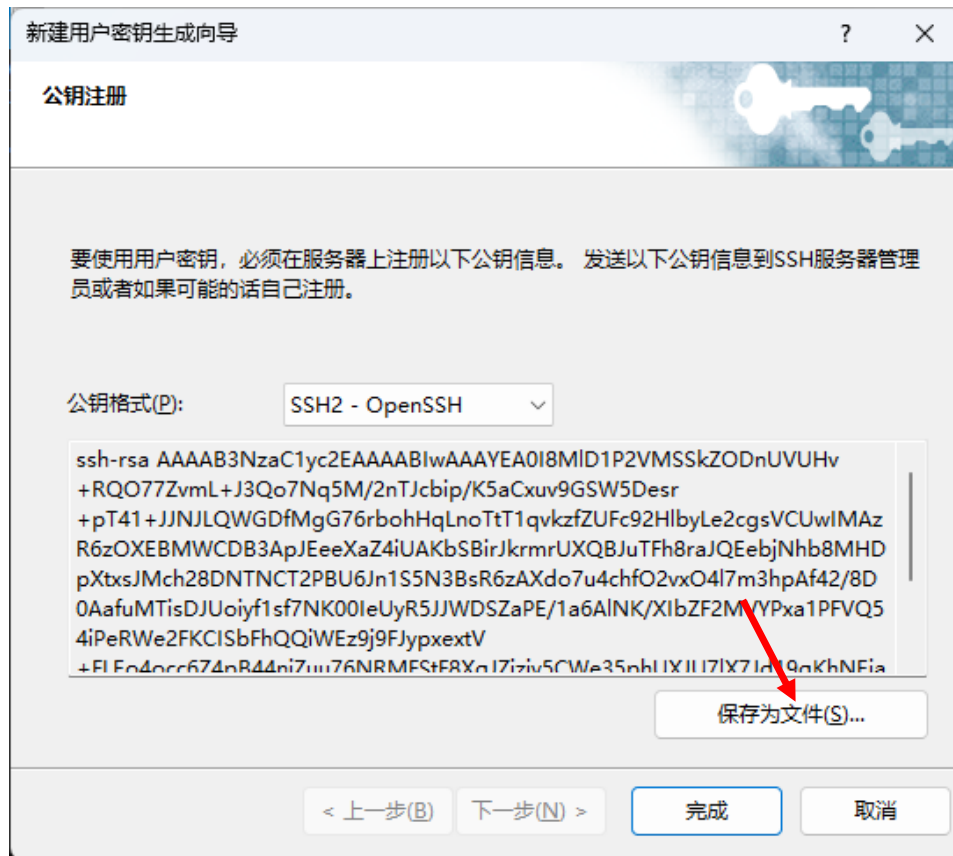 新建用户密钥生成向导
?
公钥注册
要使用用户密钥，必须在服务器上注册以下公钥信息。 发送以下公钥信息到SSH服务器管理
员或者如果可能的话自己注册。
公钥格式(P):
SSH2 - OpenSSH
ssh-rsa AAAAB3NzaC1yc2EAAAABIwAAAYEA0I8MlD1P2VMSSkZODnUVUHv
+RQO77ZvmL+J3Qo7Nq5M/2nTJcbip/K5aCxuv9GSW5Desr
+pT41+JJNJLQWGDfMgG76rbohHqLnoTtT1qvkzfZUFc92HlbyLe2cgsVCUwIMAz
R6zOXEBMWCDB3ApJEeeXaZ4iUAKbSBirJkrmrUXQBJuTFh8raJQEebjNhb8MHD
pXtxsJMch28DNTNCT2PBU6Jn1S5N3BsR6zAXdo7u4chfO2vxO4l7m3hpAf42/8D
0AafuMTisDJUoiyf1sf7NK00IeUyR5JJWDSZaPE/1a6AlNK/XIbZF2MVYPxa1PFVQ5
4iPeRWe2FKCISbFhQQiWEz9j9FJypxextV
保存为文件(S)...
< 上一步(B)
下一步(N) >
完成
取消